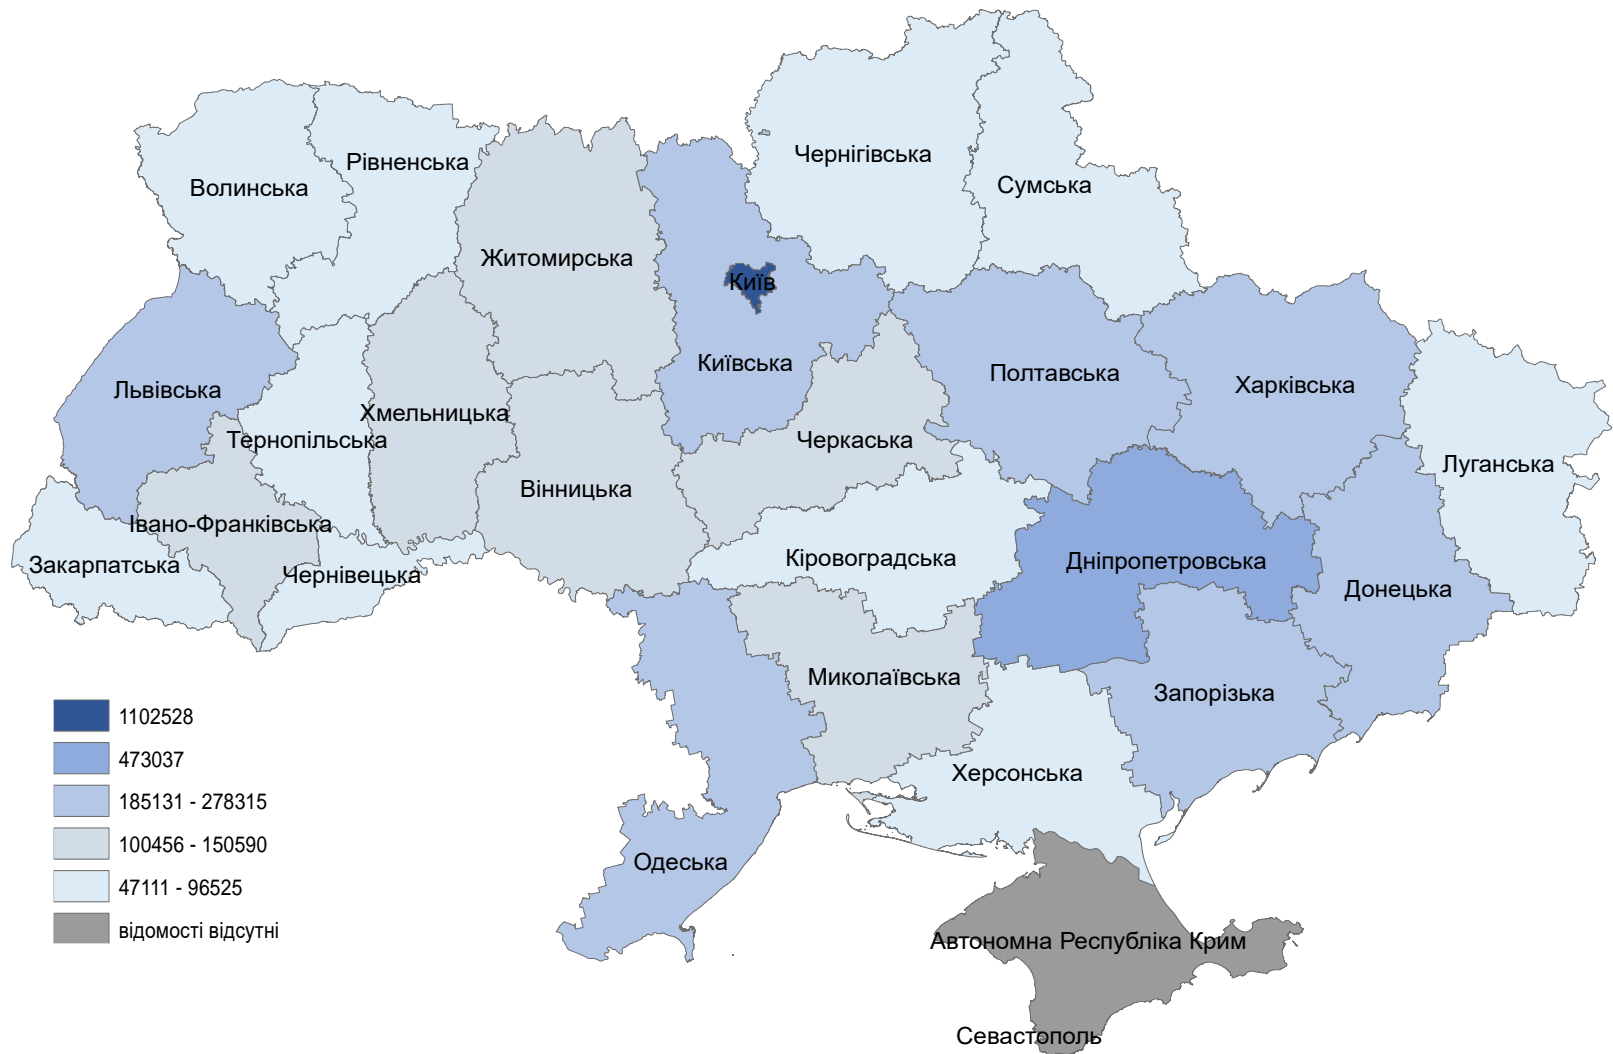 Чернігівська
Рівненська
Сумська
Волинська
Житомирська
Київ
Київська
Полтавська
Харківська
Львівська
Хмельницька
Тернопільська
Черкаська
Луганська
Вінницька
Івано-Франківська
Кіровоградська
Дніпропетровська
Закарпатська
Чернівецька
Донецька
Миколаївська
Запорізька
Херсонська
Одеська
Автономна Республіка Крим
Севастополь
1102528
473037
185131 - 278315
100456 - 150590
47111 - 96525
відомості відсутні